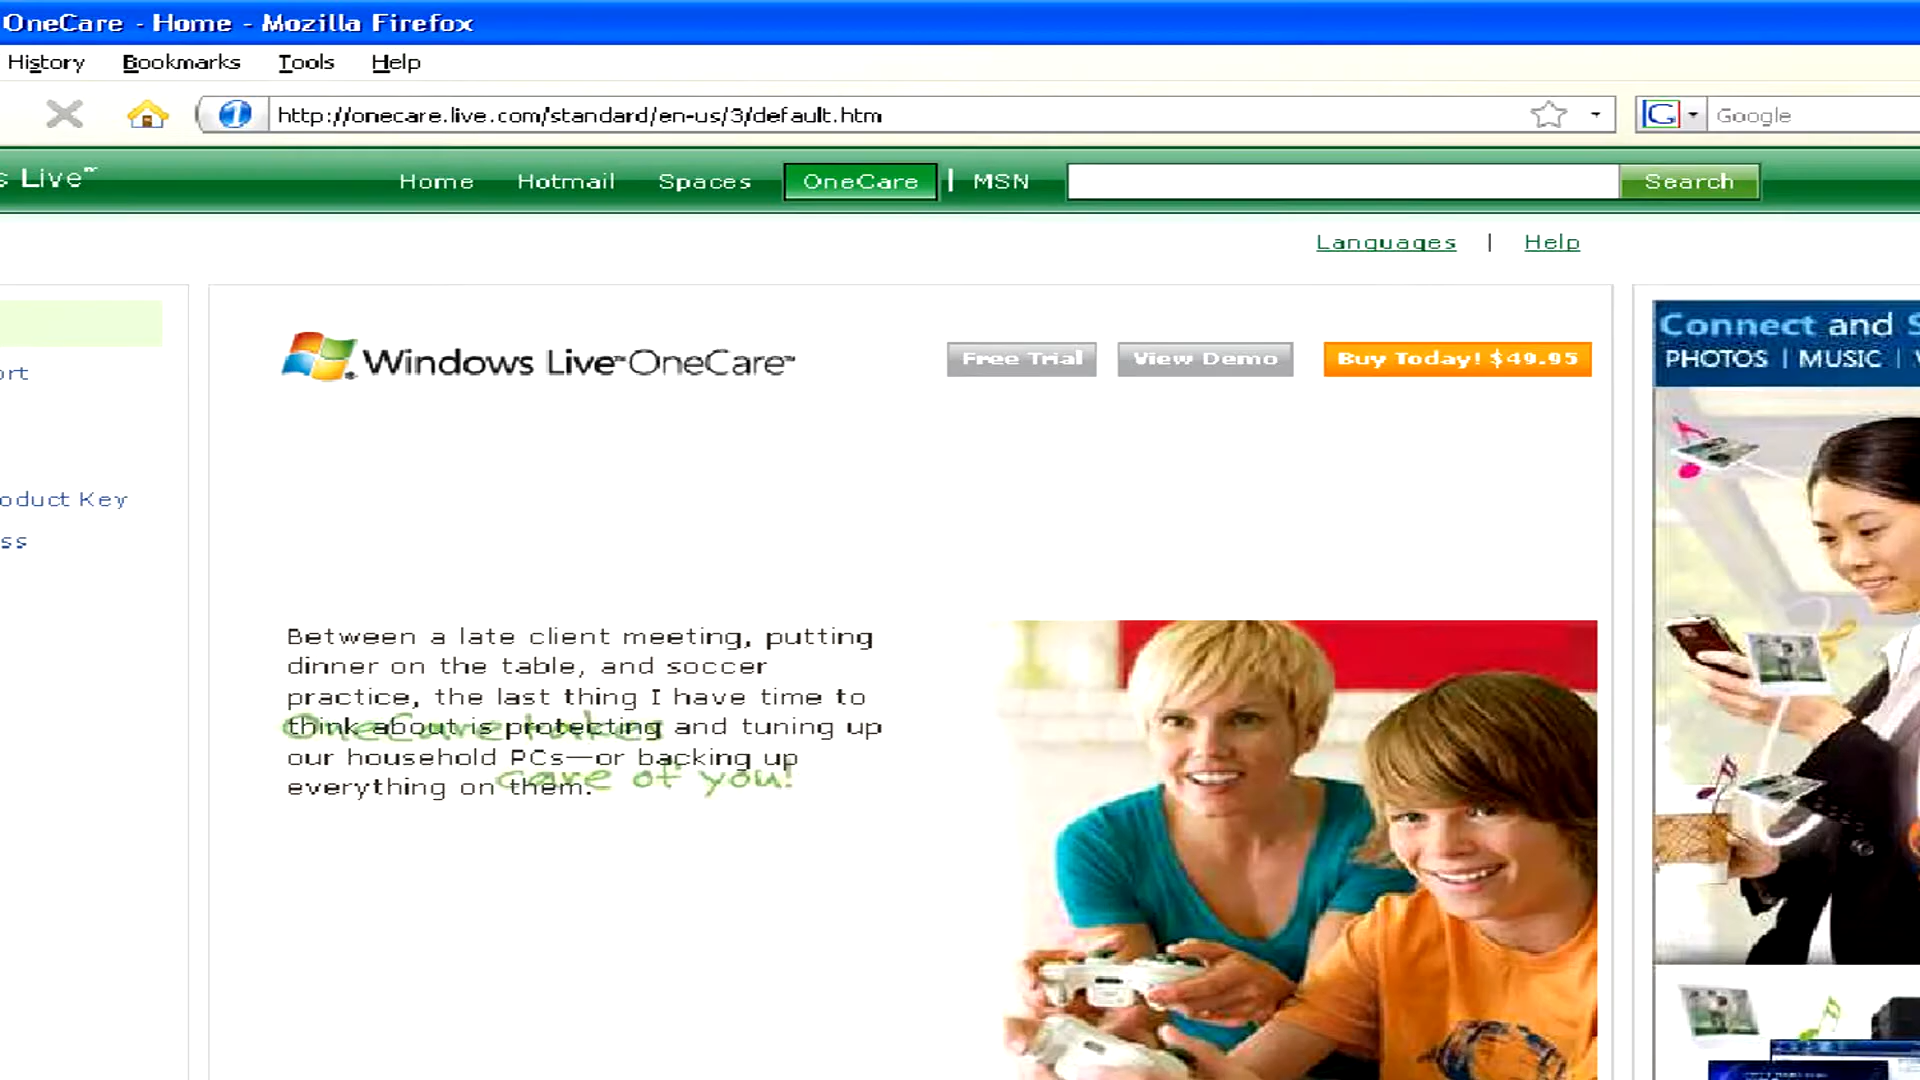 OneCare - Home - Mozilla Firefox
History Bookmarks Tools Help
http://onecare.live.com/standard/en-us/3/default.htm Google
s Live™ Home Hotmail Spaces OneCare | MSN Search
Languages | Help
Windows Live™ OneCare™ Free Trial View Demo Buy Today! $49.95
Connect and S
PHOTOS | MUSIC |
ort
oduct Key
ss
Between a late client meeting, putting
dinner on the table, and soccer
practice, the last thing I have time to
think about is protecting and tuning up
our household PCs—or backing up
everything on them.
OneCare takes
care of you!